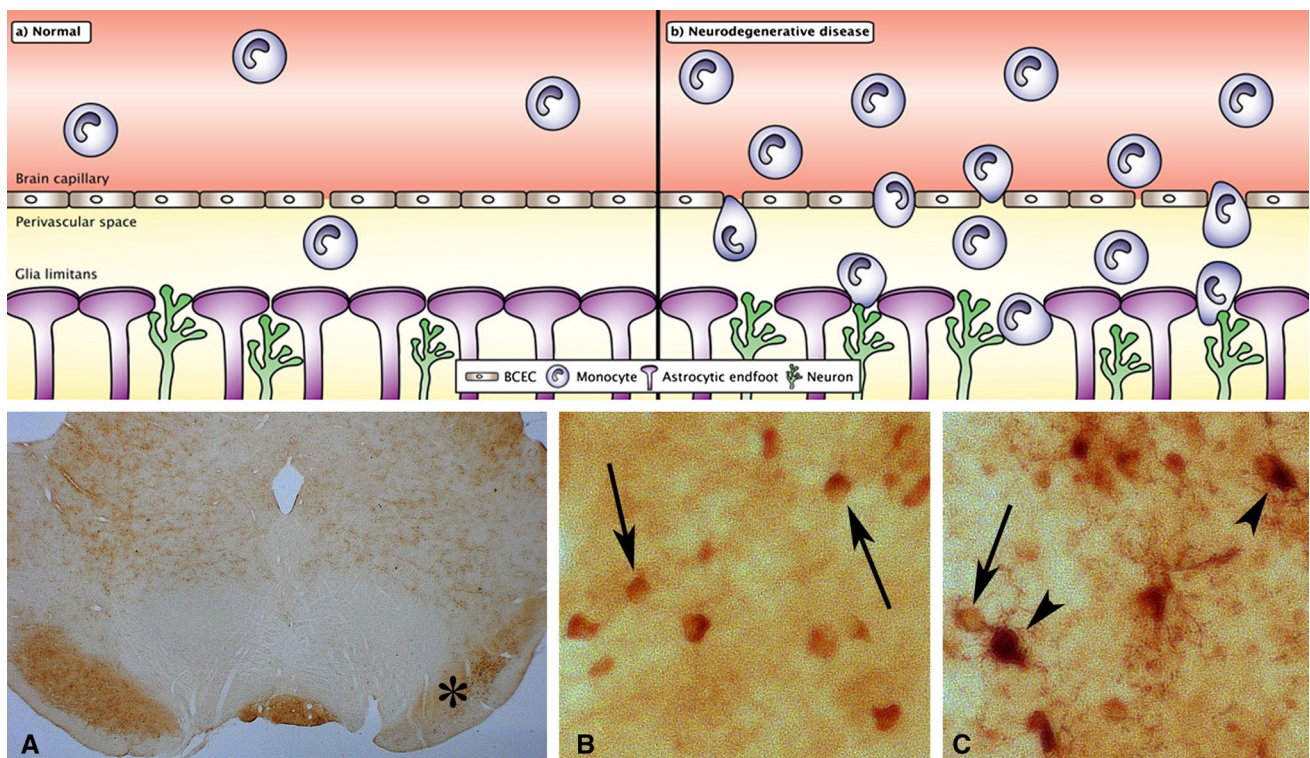 a) Normal
b) Neurodegenerative disease
Brain capillary
Perivascular space
Glia limitans
BCEC Monocyte Astrocytic endfoot Neuron
*
A
B
C